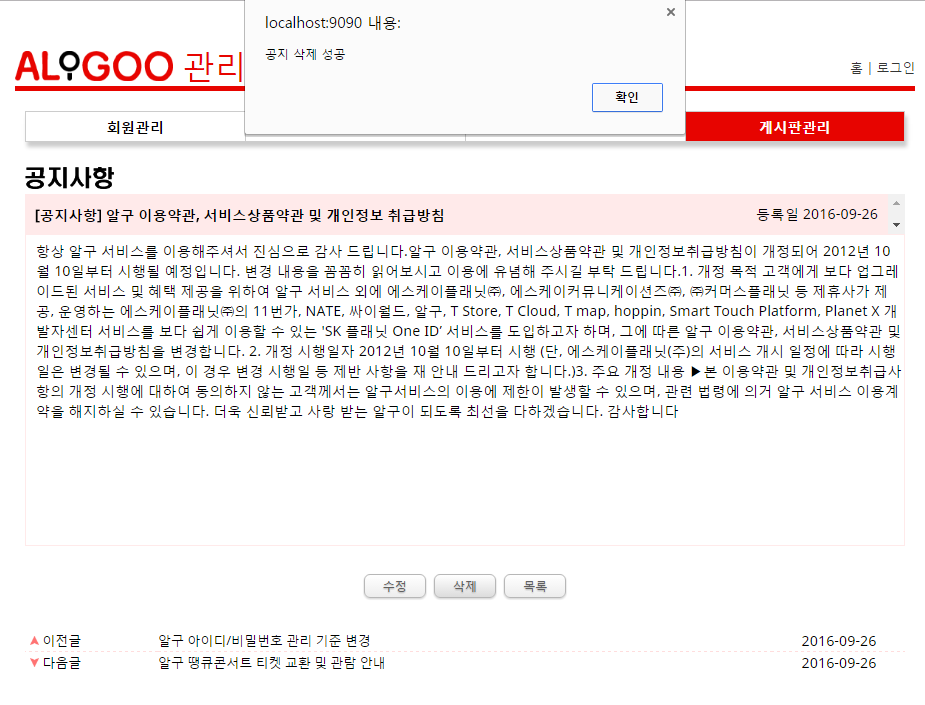 localhost:9090 내용:
공지 삭제 성공
확인
ALGOO 관리
홈 | 로그인
회원관리
게시판관리
공지사항
[공지사항] 알구 이용약관, 서비스상품약관 및 개인정보 취급방침
등록일 2016-09-26
항상 알구 서비스를 이용해주셔서 진심으로 감사 드립니다.알구 이용약관, 서비스상품약관 및 개인정보취급방침이 개정되어 2012년 10
월 10일부터 시행될 예정입니다. 변경 내용을 꼼꼼히 읽어보시고 이용에 유념해 주시길 부탁 드립니다.1. 개정 목적 고객에게 보다 업그레
이드된 서비스 및 혜택 제공을 위하여 알구 서비스 외에 에스케이플래닛㈜, 에스케이커뮤니케이션즈㈜, ㈜커머스플래닛 등 제휴사가 제
공, 운영하는 에스케이플래닛㈜의 11번가, NATE, 싸이월드, 알구, T Store, T Cloud, T map, hoppin, Smart Touch Platform, Planet X 개
발자센터 서비스를 보다 쉽게 이용할 수 있는 'SK 플래닛 One ID’ 서비스를 도입하고자 하며, 그에 따른 알구 이용약관, 서비스상품약관 및
개인정보취급방침을 변경합니다. 2. 개정 시행일자 2012년 10월 10일부터 시행 (단, 에스케이플래닛(주)의 서비스 개시 일정에 따라 시행
일은 변경될 수 있으며, 이 경우 변경 시행일 등 제반 사항을 재 안내 드리고자 합니다.)3. 주요 개정 내용 ▶본 이용약관 및 개인정보취급사
항의 개정 시행에 대하여 동의하지 않는 고객께서는 알구서비스의 이용에 제한이 발생할 수 있으며, 관련 법령에 의거 알구 서비스 이용계
약을 해지하실 수 있습니다. 더욱 신뢰받고 사랑 받는 알구이 되도록 최선을 다하겠습니다. 감사합니다
수정 삭제 목록
▲ 이전글 알구 아이디/비밀번호 관리 기준 변경 2016-09-26
▼ 다음글 알구 땡큐콘서트 티켓 교환 및 관람 안내 2016-09-26